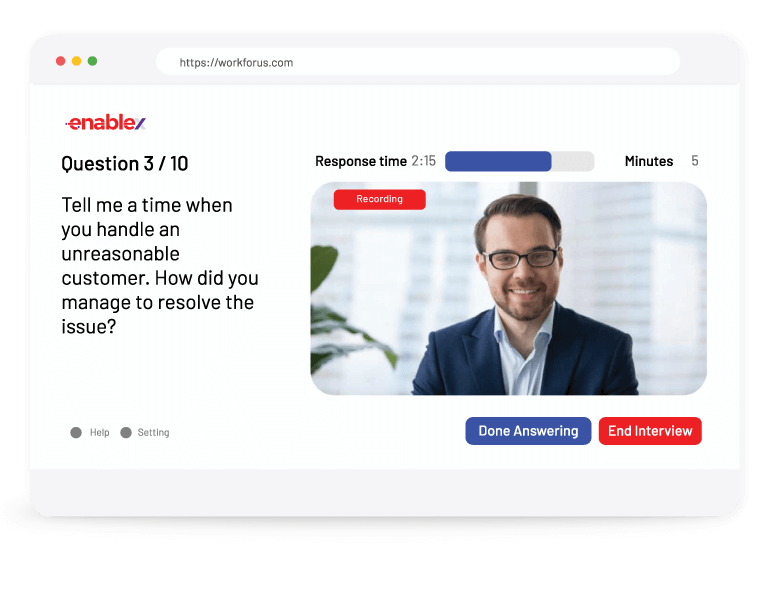 https://workforus.com
enablex
Question 3 / 10
Response time 2:15
Minutes 5
Tell me a time when
you handle an
unreasonable
customer. How did you
manage to resolve the
issue?
Recording
Help
Setting
Done Answering
End Interview